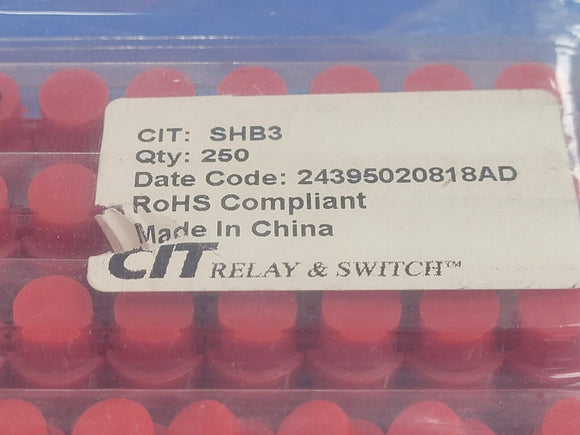 CIT: SHB3
Qty: 250
Date Code: 24395020818AD
RoHS Compliant
Made In China
CIT RELAY & SWITCH™